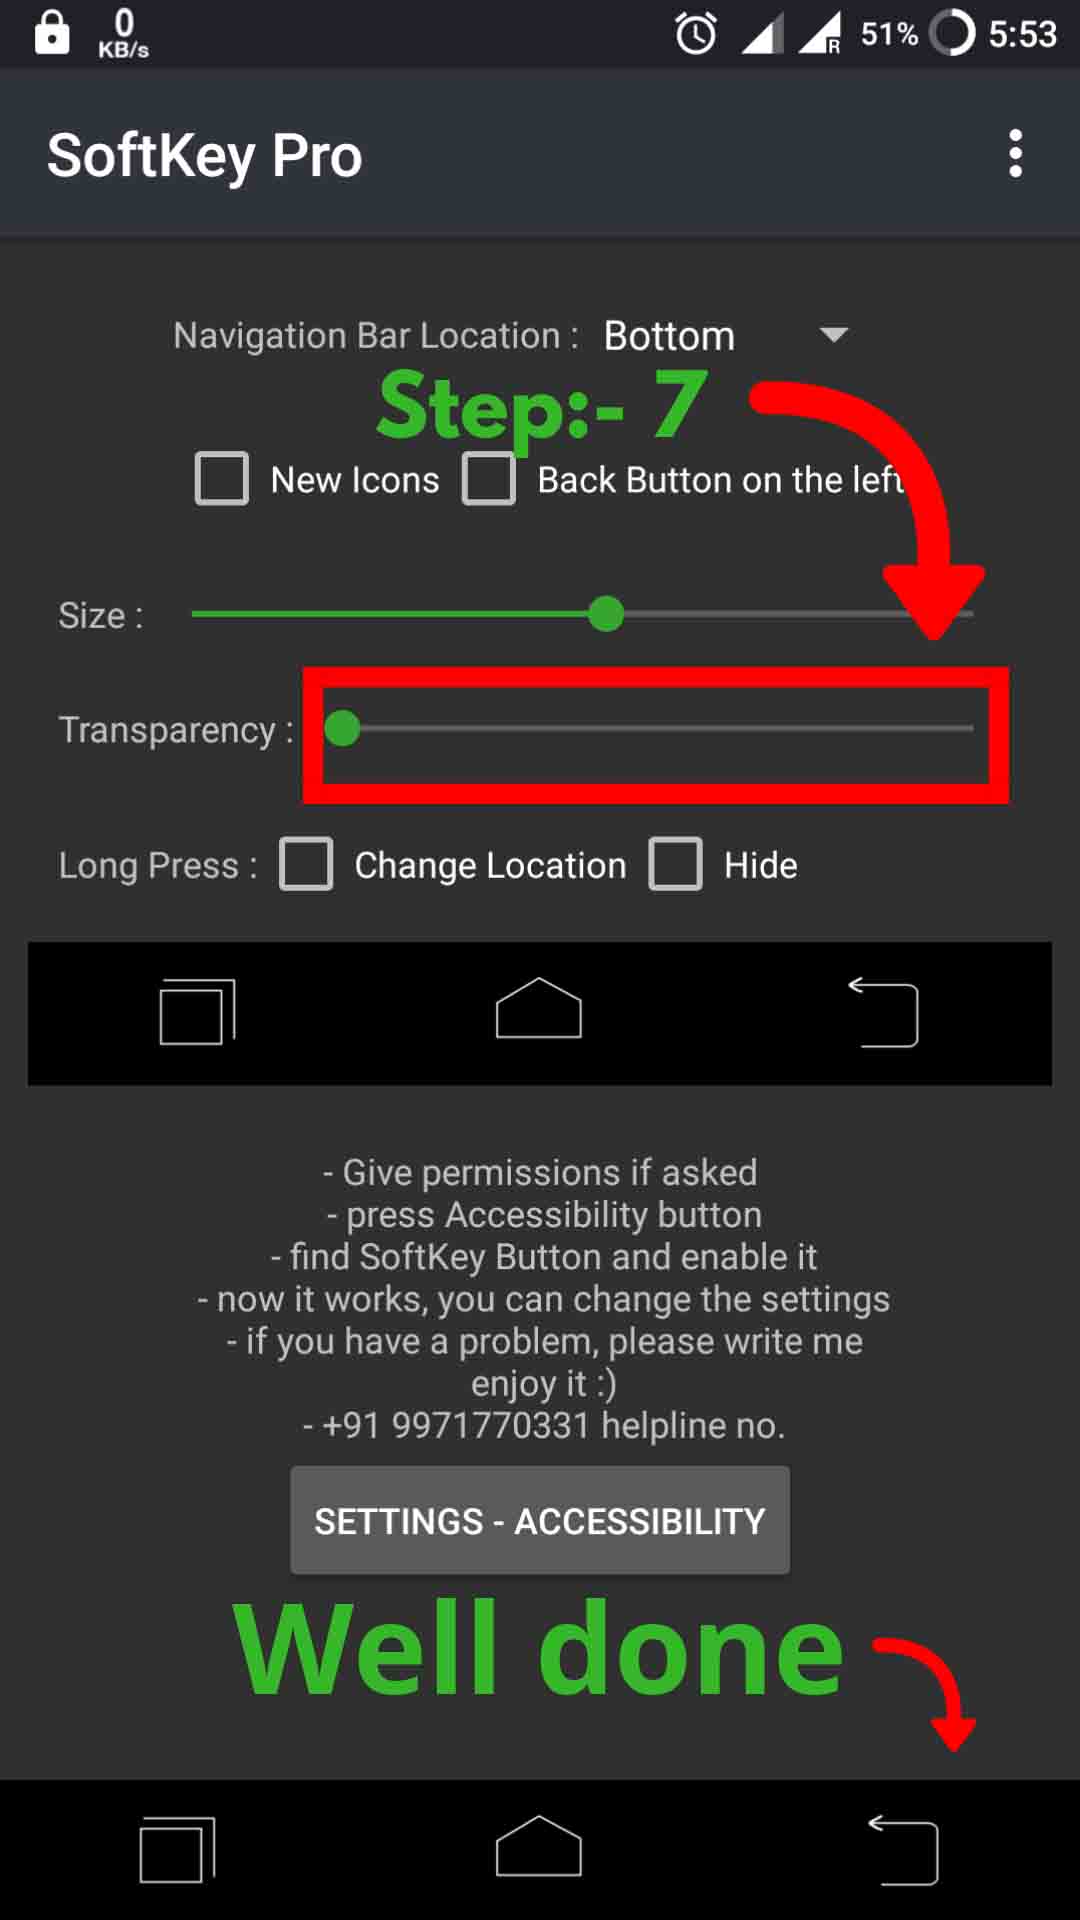 0
KB/s
R
51%
5:53
SoftKey Pro
Navigation Bar Location :
Bottom
Step:- 7
New Icons
Back Button on the left
Size :
Transparency :
Long Press :
Change Location
Hide
- Give permissions if asked
- press Accessibility button
- find SoftKey Button and enable it
- now it works, you can change the settings
- if you have a problem, please write me
enjoy it :)
- +91 9971770331 helpline no.
SETTINGS - ACCESSIBILITY
Well done